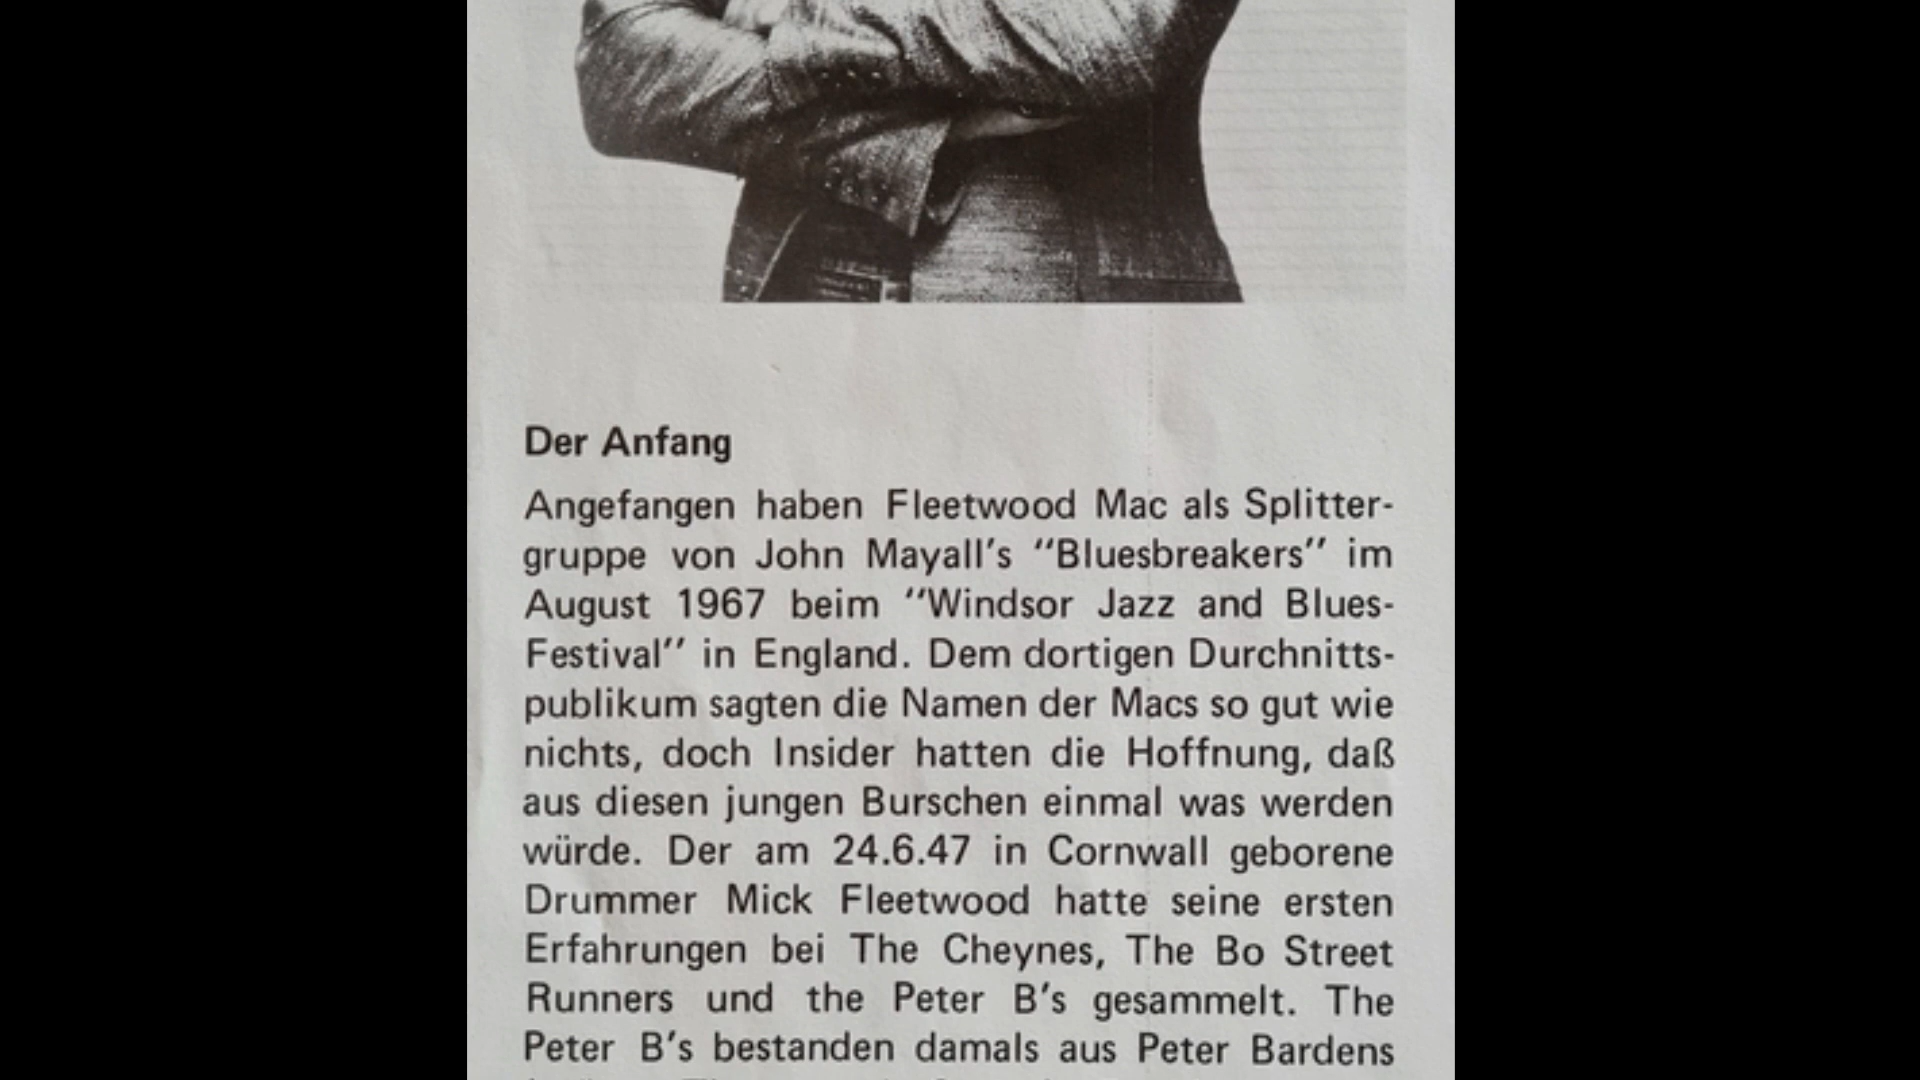 Der Anfang
Angefangen haben Fleetwood Mac als Splitter-
gruppe von John Mayall's "Bluesbreakers" im
August 1967 beim "Windsor Jazz and Blues-
Festival" in England. Dem dortigen Durchnitts-
publikum sagten die Namen der Macs so gut wie
nichts, doch Insider hatten die Hoffnung, daß
aus diesen jungen Burschen einmal was werden
würde. Der am 24.6.47 in Cornwall geborene
Drummer Mick Fleetwood hatte seine ersten
Erfahrungen bei The Cheynes, The Bo Street
Runners und the Peter B's gesammelt. The
Peter B's bestanden damals aus Peter Bardens